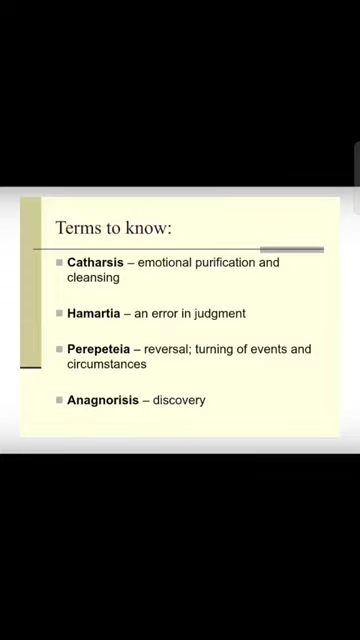 Terms to know:
Catharsis – emotional purification and
cleansing
Hamartia – an error in judgment
Perepeteia – reversal; turning of events and
circumstances
Anagnorisis – discovery